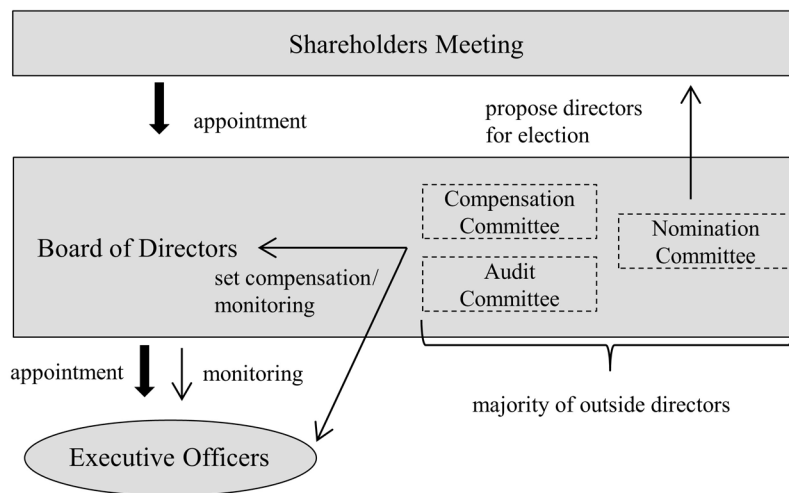 Shareholders Meeting
appointment
propose directors
for election
Compensation
Committee
Nomination
Committee
Board of Directors
set compensation/
monitoring
Audit
Committee
appointment
monitoring
majority of outside directors
Executive Officers